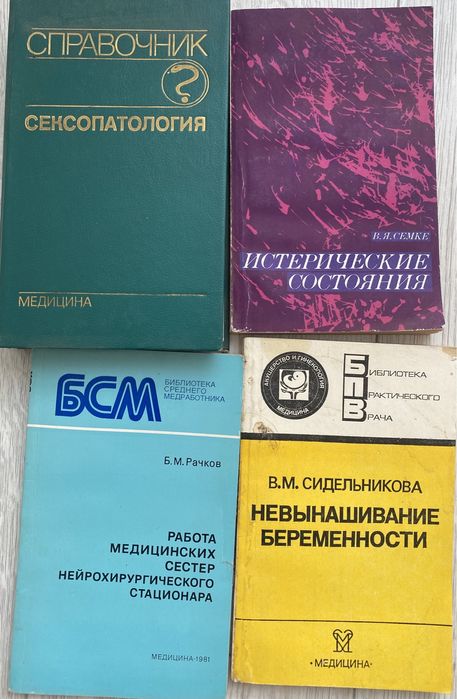 СПРАВОЧНИК
?
СЕКСОПАТОЛОГИЯ
МЕДИЦИНА
В.Я.СЕМКЕ
ИСТЕРИЧЕСКИЕ
СОСТОЯНИЯ
БСМ
БИБЛИОТЕКА
СРЕДНЕГО
МЕДРАБОТНИКА
Б.М.Рачков
РАБОТА
МЕДИЦИНСКИХ
СЕСТЕР
НЕЙРОХИРУРГИЧЕСКОГО
СТАЦИОНАРА
МЕДИЦИНА·1981
АКУШЕРСТВО И ГИНЕКОЛОГИЯ
МЕДИЦИНА
БИБЛИОТЕКА
ПРАКТИЧЕСКОГО
ВРАЧА
В.М. СИДЕЛЬНИКОВА
НЕВЫНАШИВАНИЕ
БЕРЕМЕННОСТИ
"МЕДИЦИНА"